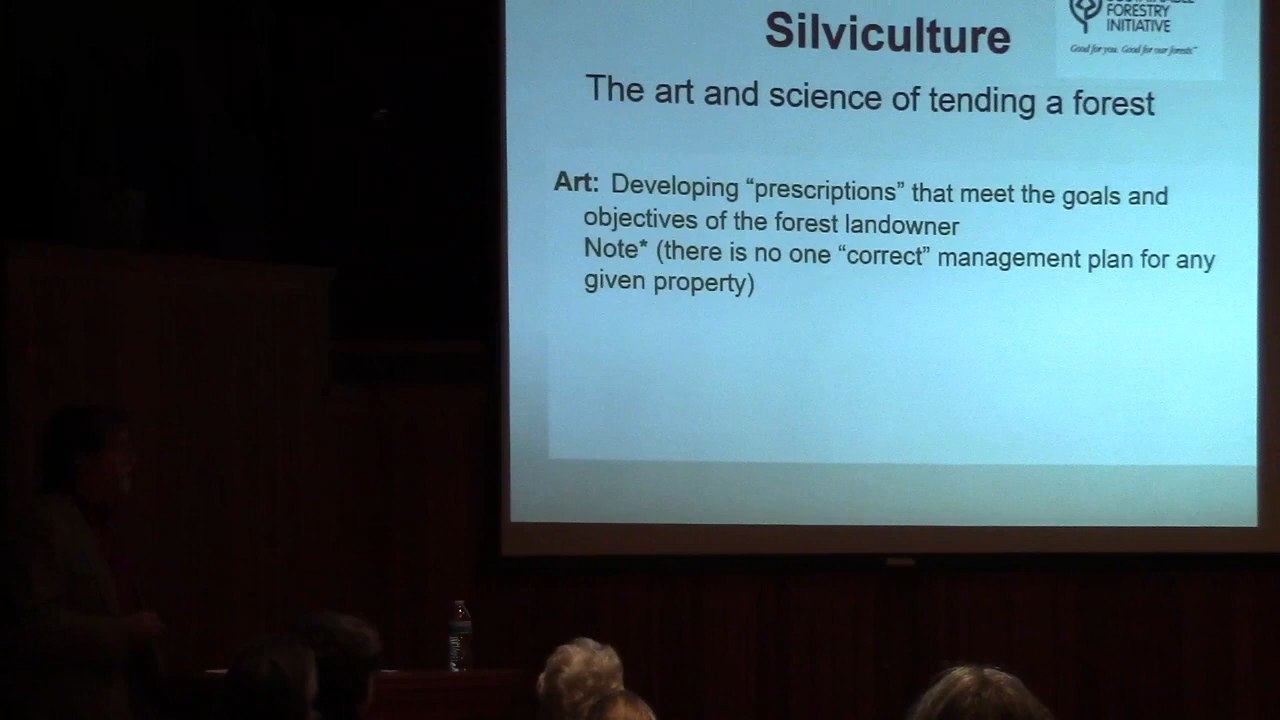 Silviculture
FORESTRY
INITIATIVE
Good for you. Good for our forests.™
The art and science of tending a forest
Art: Developing “prescriptions” that meet the goals and
objectives of the forest landowner
Note* (there is no one “correct” management plan for any
given property)